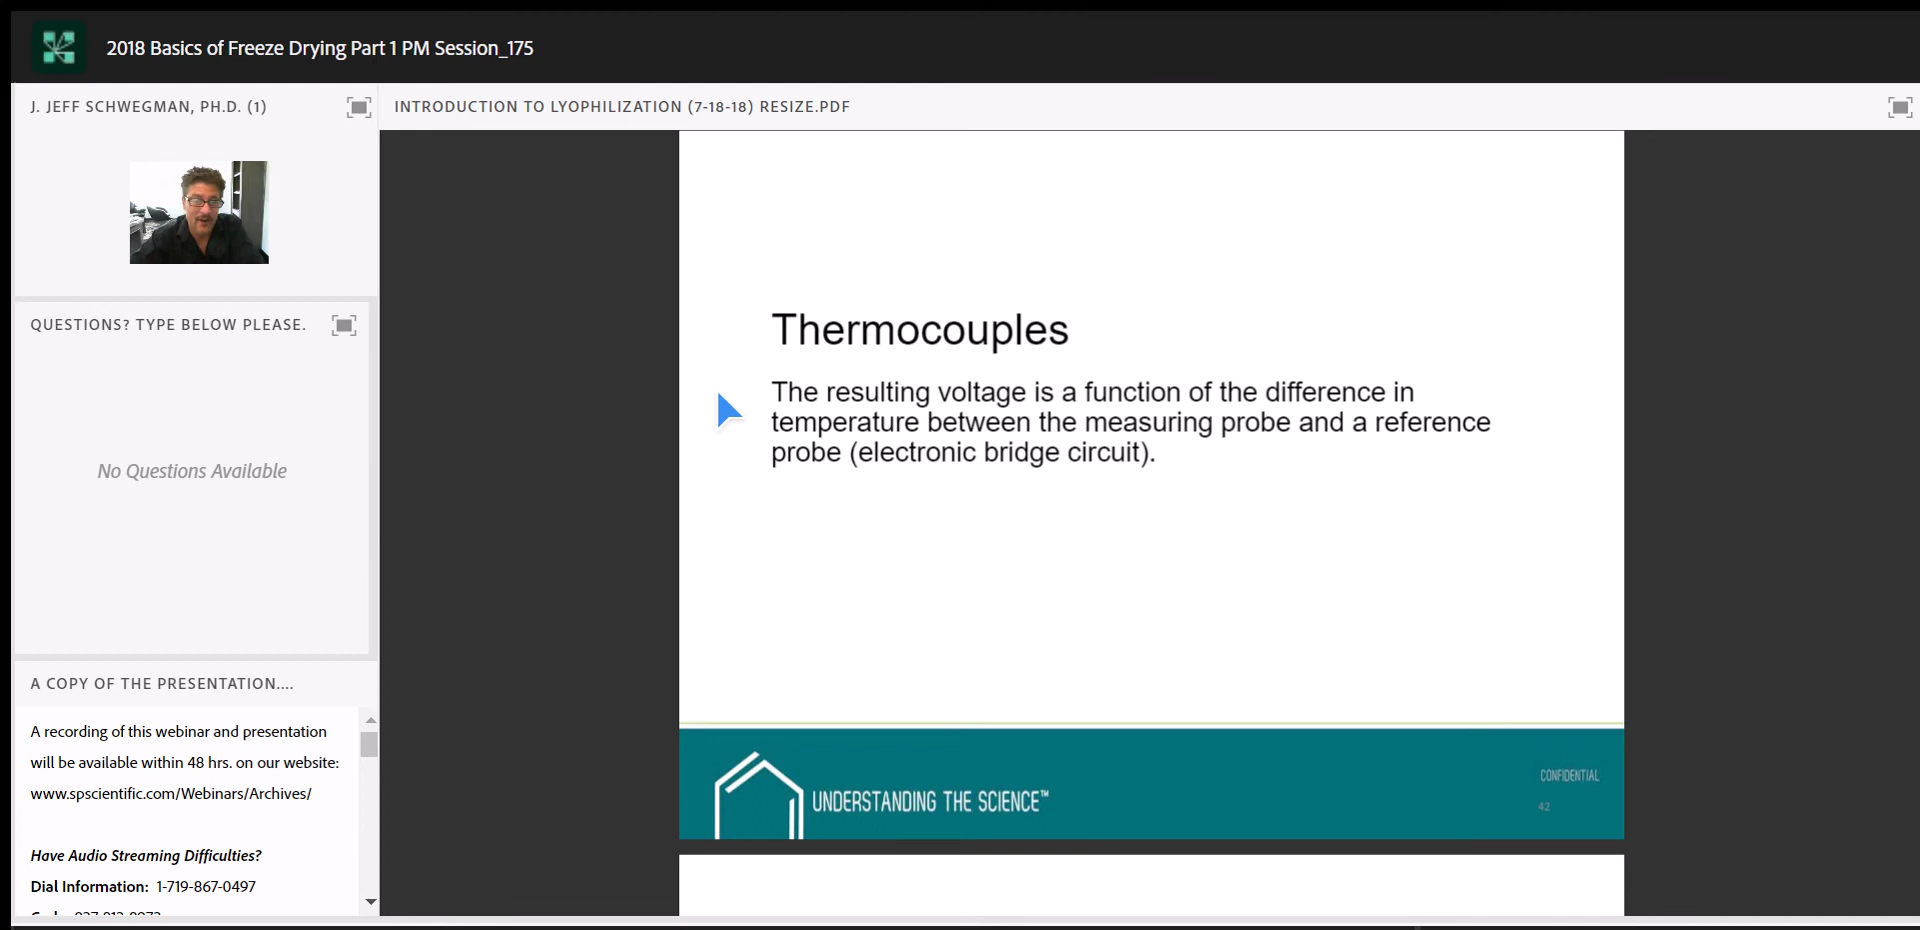 2018 Basics of Freeze Drying Part 1 PM Session_175
J. JEFF SCHWEGMAN, PH.D. (1)
INTRODUCTION TO LYOPHILIZATION (7-18-18) RESIZE.PDF
QUESTIONS? TYPE BELOW PLEASE.
No Questions Available
A COPY OF THE PRESENTATION....
A recording of this webinar and presentation
will be available within 48 hrs. on our website:
www.spscientific.com/Webinars/Archives/
Have Audio Streaming Difficulties?
Dial Information: 1-719-867-0497
Thermocouples
The resulting voltage is a function of the difference in
temperature between the measuring probe and a reference
probe (electronic bridge circuit).
UNDERSTANDING THE SCIENCE™
CONFIDENTIAL
42